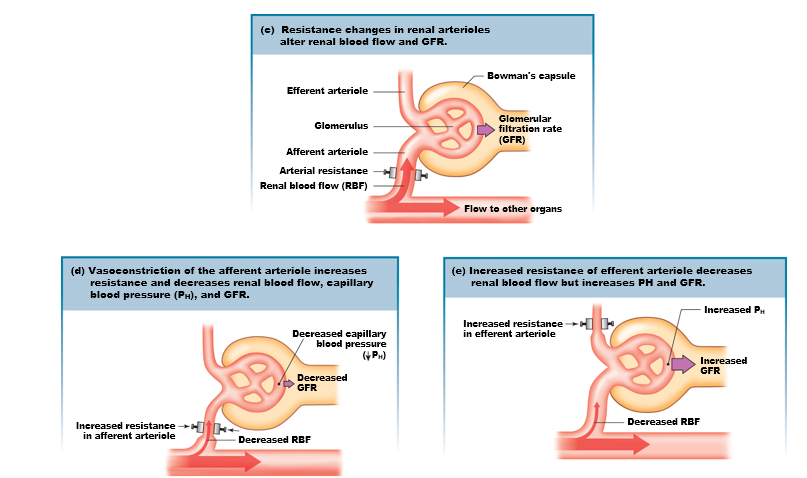 (c) Resistance changes in renal arterioles
alter renal blood flow and GFR.
Bowman's capsule
Efferent arteriole
Glomerulus
Glomerular
filtration rate
(GFR)
Afferent arteriole
Arterial resistance
Renal blood flow (RBF)
Flow to other organs
(d) Vasoconstriction of the afferent arteriole increases
resistance and decreases renal blood flow, capillary
blood pressure (PH), and GFR.
Decreased capillary
blood pressure
(↓PH)
Decreased
GFR
Increased resistance
in afferent arteriole
Decreased RBF
(e) Increased resistance of efferent arteriole decreases
renal blood flow but increases PH and GFR.
Increased PH
Increased resistance
in efferent arteriole
Increased
GFR
Decreased RBF